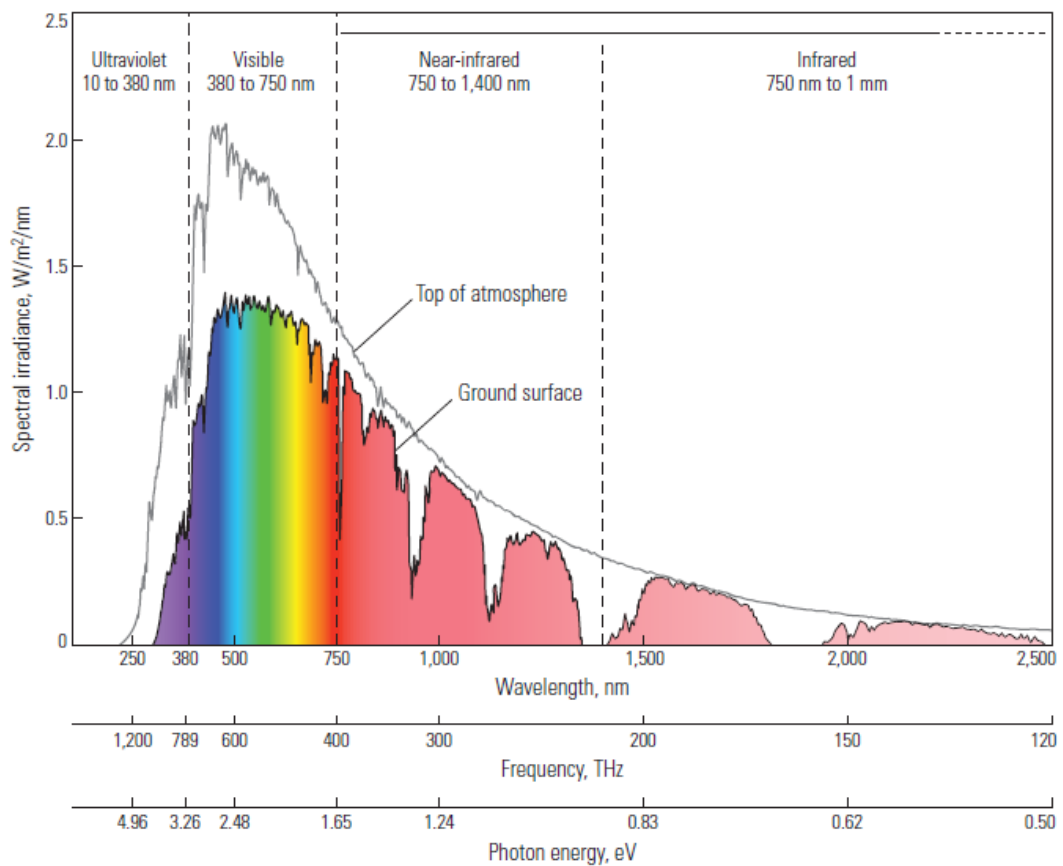 2.5
2.0
1.5
1.0
0.5
0
Spectral irradiance, W/m²/nm
Ultraviolet
10 to 380 nm
Visible
380 to 750 nm
Near-infrared
750 to 1,400 nm
Infrared
750 nm to 1 mm
Top of atmosphere
Ground surface
250 380 500 750 1,000 1,500 2,000 2,500
Wavelength, nm
1,200 789 600 400 300 200 150 120
Frequency, THz
4.96 3.26 2.48 1.65 1.24 0.83 0.62 0.50
Photon energy, eV